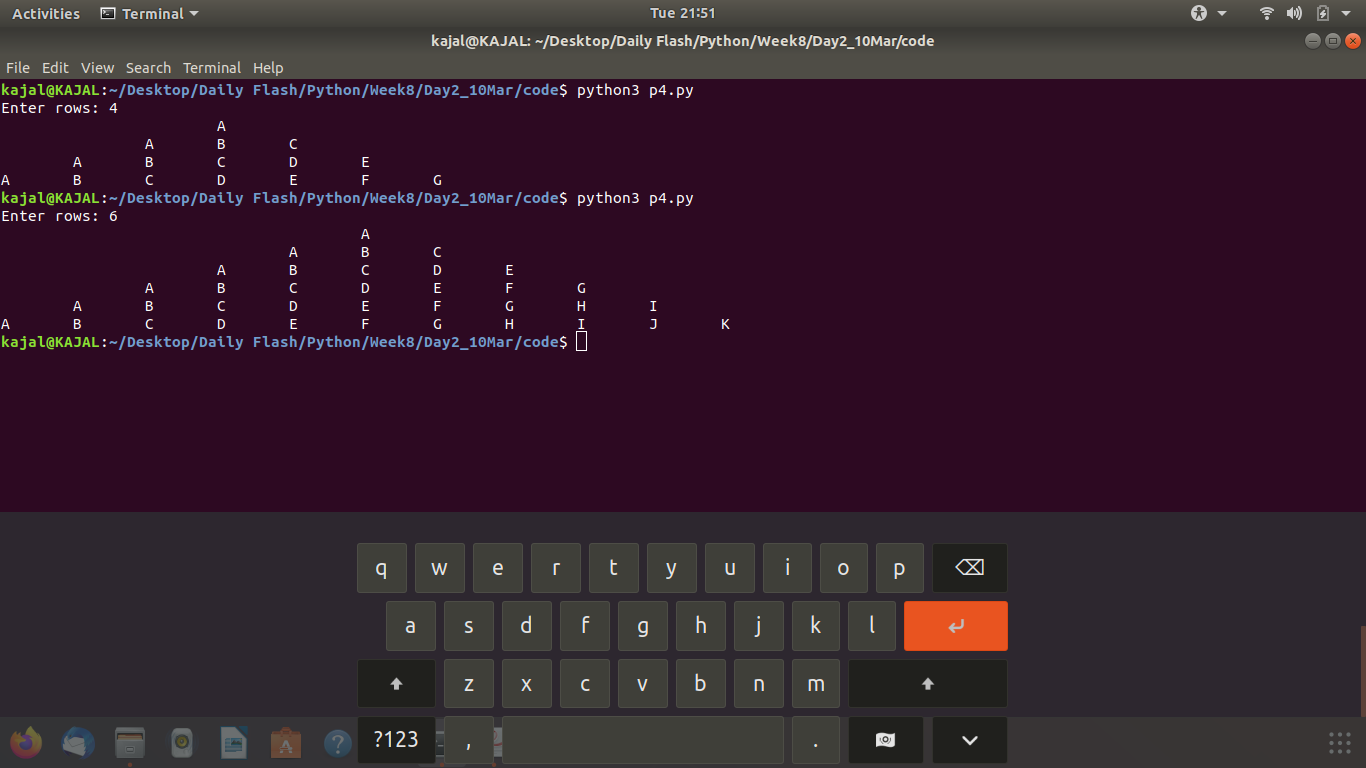 Activities Terminal Tue 21:51
kajal@KAJAL: ~/Desktop/Daily Flash/Python/Week8/Day2_10Mar/code
File Edit View Search Terminal Help
kajal@KAJAL:~/Desktop/Daily Flash/Python/Week8/Day2_10Mar/code$ python3 p4.py
Enter rows: 4
A
A B C
A B C D E
A B C D E F G
kajal@KAJAL:~/Desktop/Daily Flash/Python/Week8/Day2_10Mar/code$ python3 p4.py
Enter rows: 6
A
A B C
A B C D E
A B C D E F G
A B C D E F G H I
A B C D E F G H I J K
kajal@KAJAL:~/Desktop/Daily Flash/Python/Week8/Day2_10Mar/code$
q w e r t y u i o p
a s d f g h j k l
z x c v b n m
?123 , .